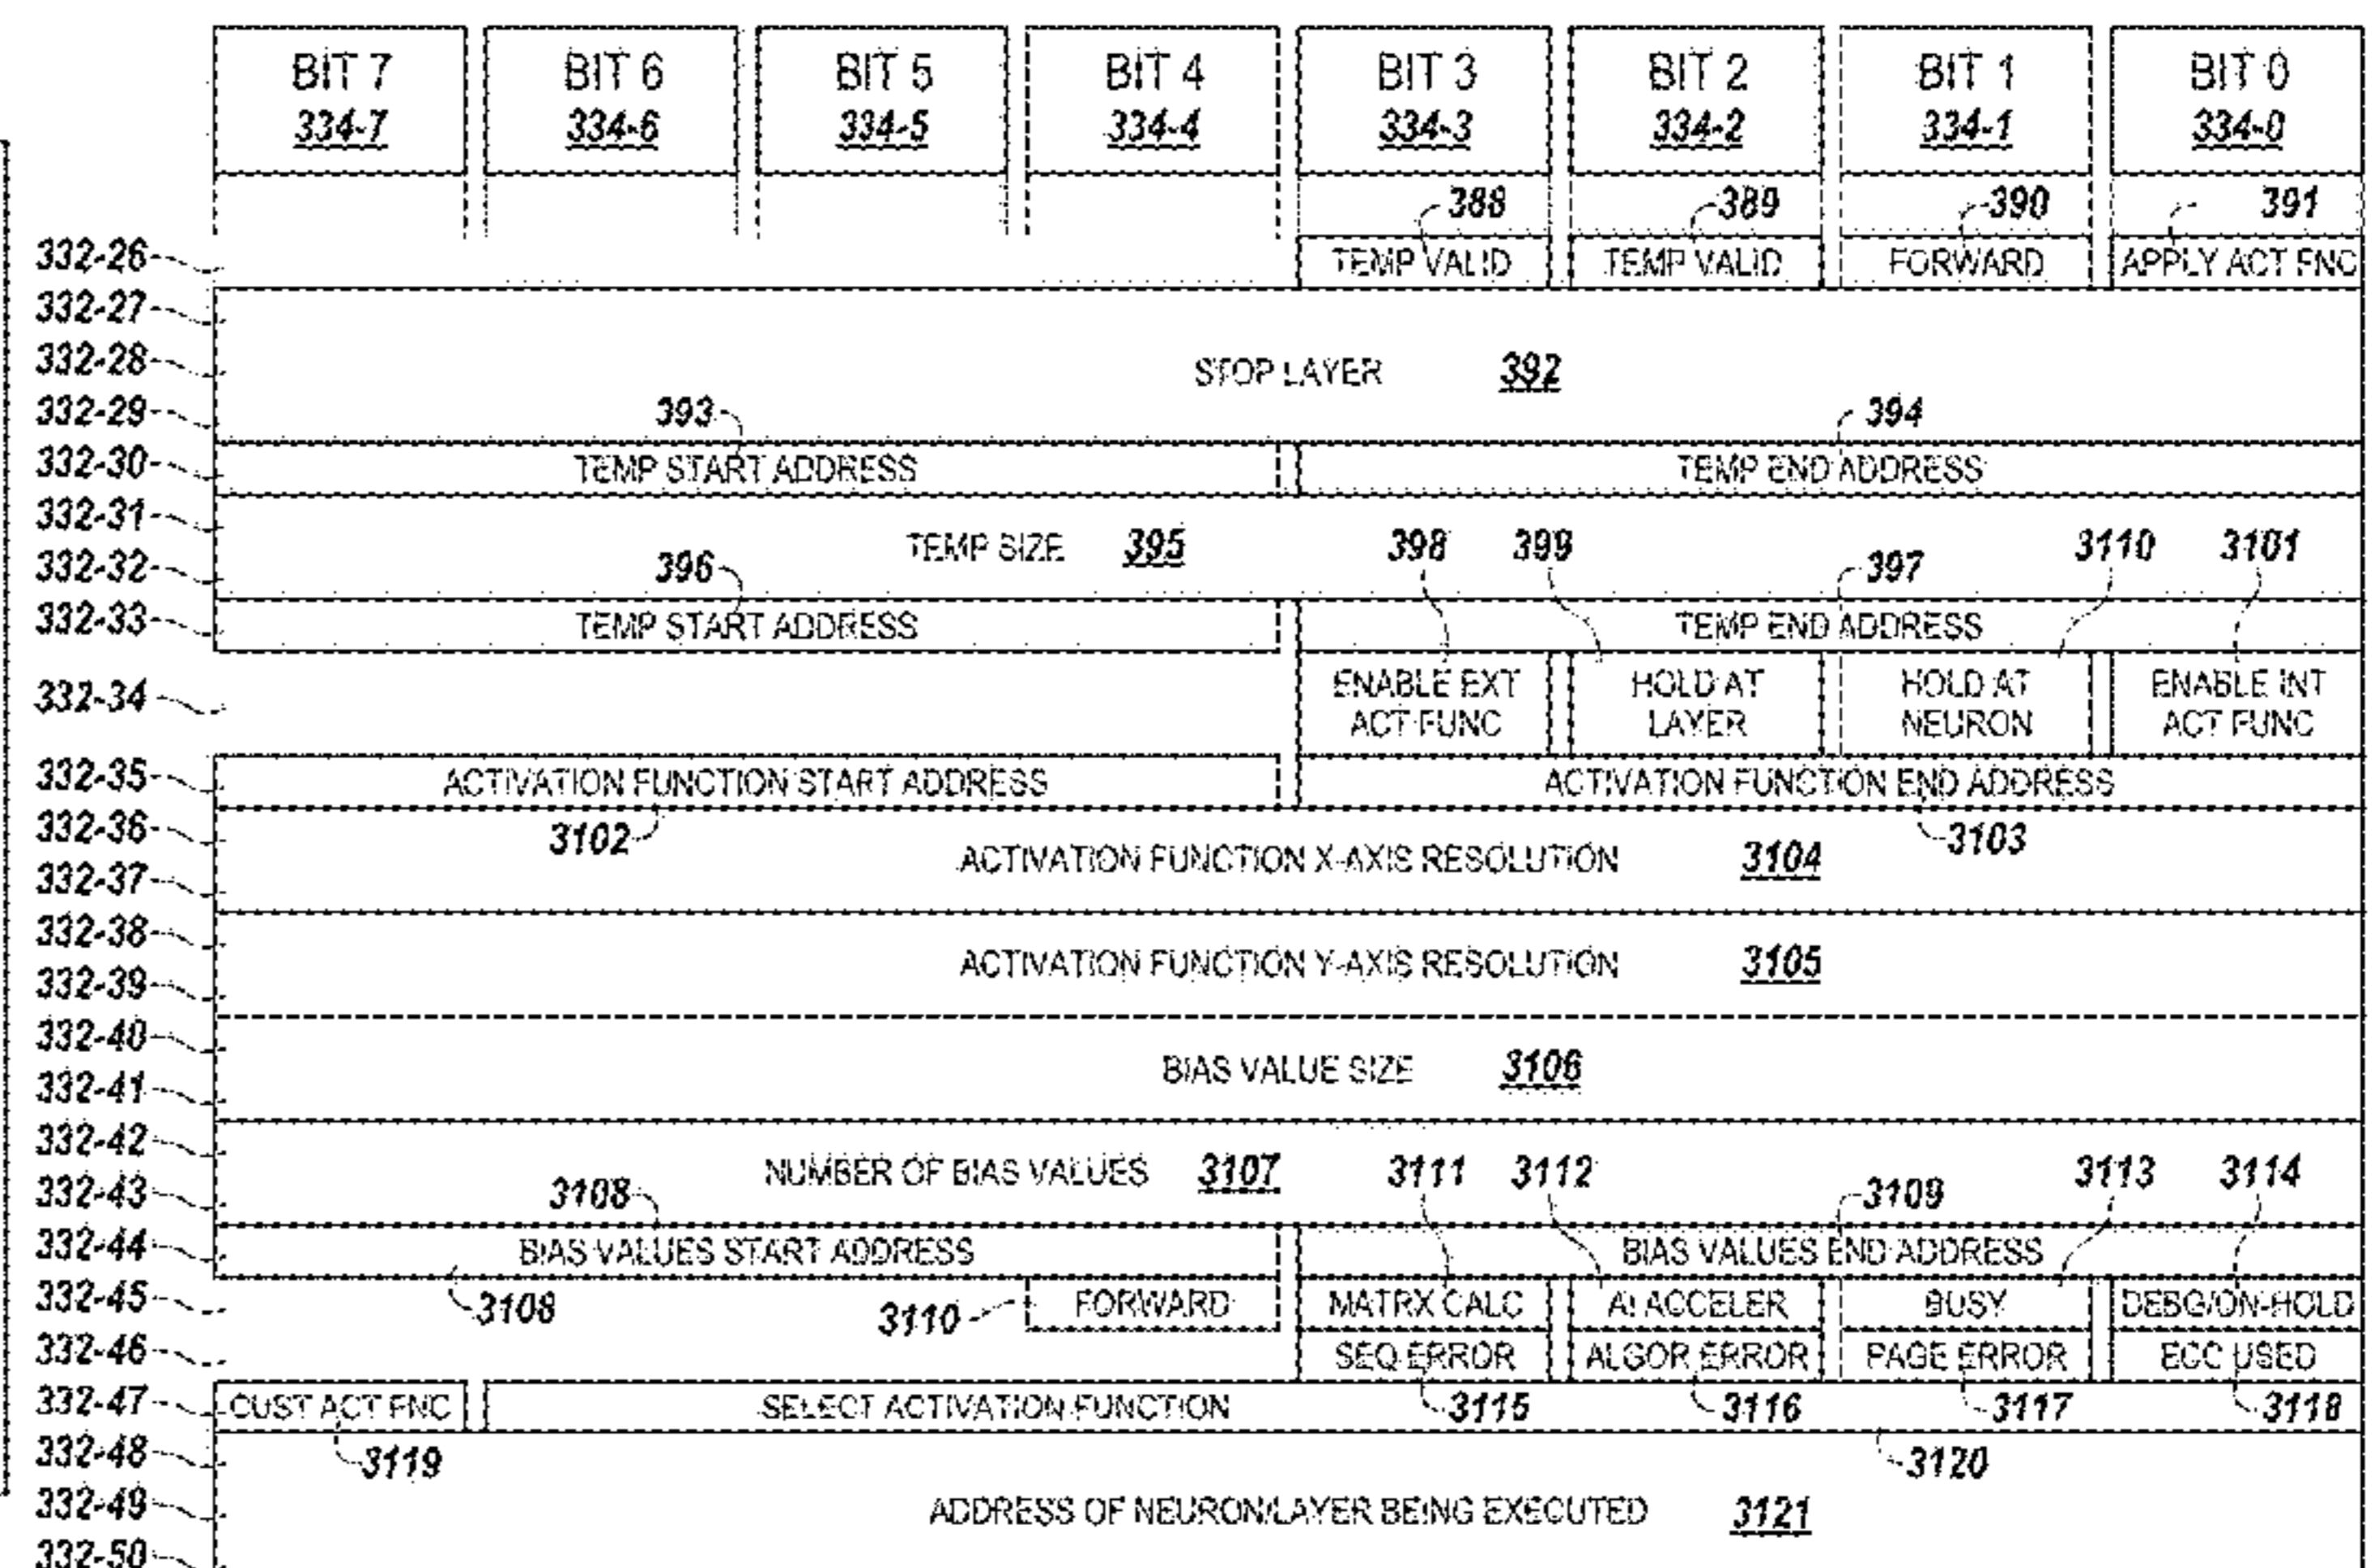 BIT 7 BIT 6 BIT 5 BIT 4 BIT 3 BIT 2 BIT 1 BIT 0
334-7 334-6 334-5 334-4 334-3 334-2 334-1 334-0
388 389 390 391
332-26 TEMP VALID TEMP VALID FORWARD APPLY ACT FNC
332-27
332-28 STOP LAYER 392
332-29 393 394
332-30 TEMP START ADDRESS TEMP END ADDRESS
332-31
TEMP SIZE 395 398 399 3110 3101
332-32 396 397
332-33 TEMP START ADDRESS TEMP END ADDRESS
332-34 ENABLE EXT ACT FUNC HOLD AT LAYER HOLD AT NEURON ENABLE INT ACT FUNC
332-35 ACTIVATION FUNCTION START ADDRESS ACTIVATION FUNCTION END ADDRESS
332-36 3102 3103
ACTIVATION FUNCTION X-AXIS RESOLUTION 3104
332-37
332-38
ACTIVATION FUNCTION Y-AXIS RESOLUTION 3105
332-39
332-40
BIAS VALUE SIZE 3106
332-41
332-42
NUMBER OF BIAS VALUES 3107 3111 3112 3113 3114
332-43 3108 3109
332-44 BIAS VALUES START ADDRESS BIAS VALUES END ADDRESS
332-45 3108 3110 FORWARD MATRX CALC AI ACCELER BUSY DEBG/ON-HOLD
332-46 SEQ ERROR ALGOR ERROR PAGE ERROR ECC USED
332-47 CUST ACT FNC SELECT ACTIVATION FUNCTION 3115 3116 3117 3118
332-48 3119 3120
332-49 ADDRESS OF NEURON/LAYER BEING EXECUTED 3121
332-50